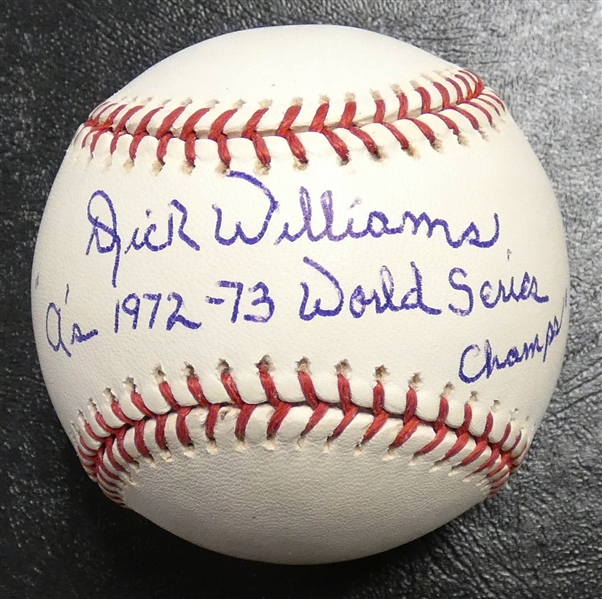 Dick Williams
"A's 1972-73 World Series
Champs"